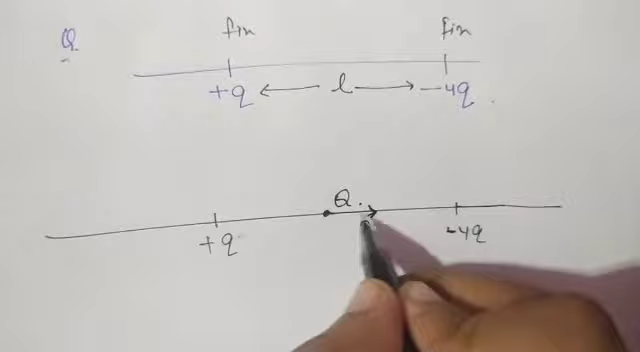 Q
fix fix
+q ← l → -4q
Q
+q -4q